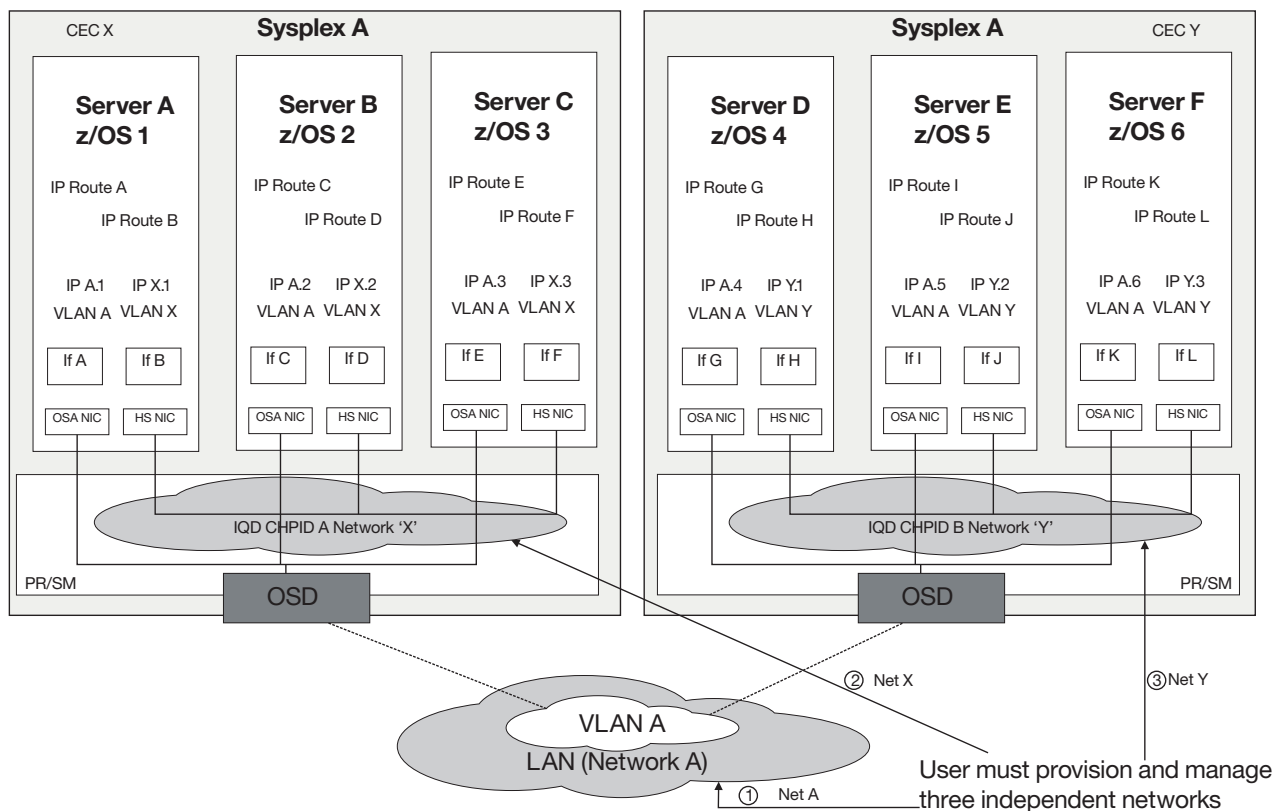 CEC X
Sysplex A
Server A
z/OS 1
IP Route A
IP Route B
IP A.1 IP X.1
VLAN A VLAN X
If A If B
OSA NIC HS NIC
Server B
z/OS 2
IP Route C
IP Route D
IP A.2 IP X.2
VLAN A VLAN X
If C If D
OSA NIC HS NIC
Server C
z/OS 3
IP Route E
IP Route F
IP A.3 IP X.3
VLAN A VLAN X
If E If F
OSA NIC HS NIC
IQD CHPID A Network ‘X’
PR/SM
OSD
Sysplex A
CEC Y
Server D
z/OS 4
IP Route G
IP Route H
IP A.4 IP Y.1
VLAN A VLAN Y
If G If H
OSA NIC HS NIC
Server E
z/OS 5
IP Route I
IP Route J
IP A.5 IP Y.2
VLAN A VLAN Y
If I If J
OSA NIC HS NIC
Server F
z/OS 6
IP Route K
IP Route L
IP A.6 IP Y.3
VLAN A VLAN Y
If K If L
OSA NIC HS NIC
IQD CHPID B Network ‘Y’
PR/SM
OSD
② Net X
③ Net Y
VLAN A
LAN (Network A)
① Net A
User must provision and manage
three independent networks